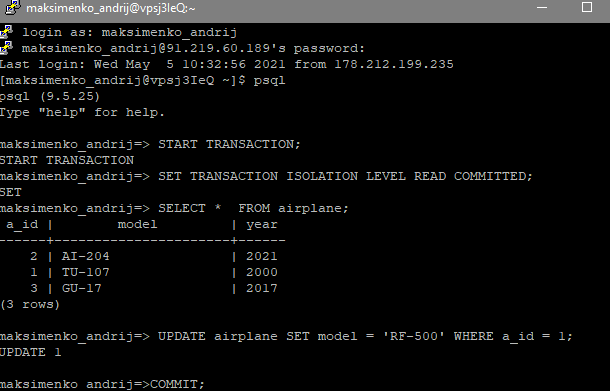 maksimenko_andrij@vpsj3IeQ:~
login as: maksimenko_andrij
maksimenko_andrij@91.219.60.189's password:
Last login: Wed May  5 10:32:56 2021 from 178.212.199.235
[maksimenko_andrij@vpsj3IeQ ~]$ psql
psql (9.5.25)
Type "help" for help.
maksimenko_andrij=> START TRANSACTION;
START TRANSACTION
maksimenko_andrij=> SET TRANSACTION ISOLATION LEVEL READ COMMITTED;
SET
maksimenko_andrij=> SELECT *  FROM airplane;
 a_id |        model         | year
------+----------------------+------
    2 | AI-204               | 2021
    1 | TU-107               | 2000
    3 | GU-17                | 2017
(3 rows)
maksimenko_andrij=> UPDATE airplane SET model = 'RF-500' WHERE a_id = 1;
UPDATE 1
maksimenko_andrij=>COMMIT;